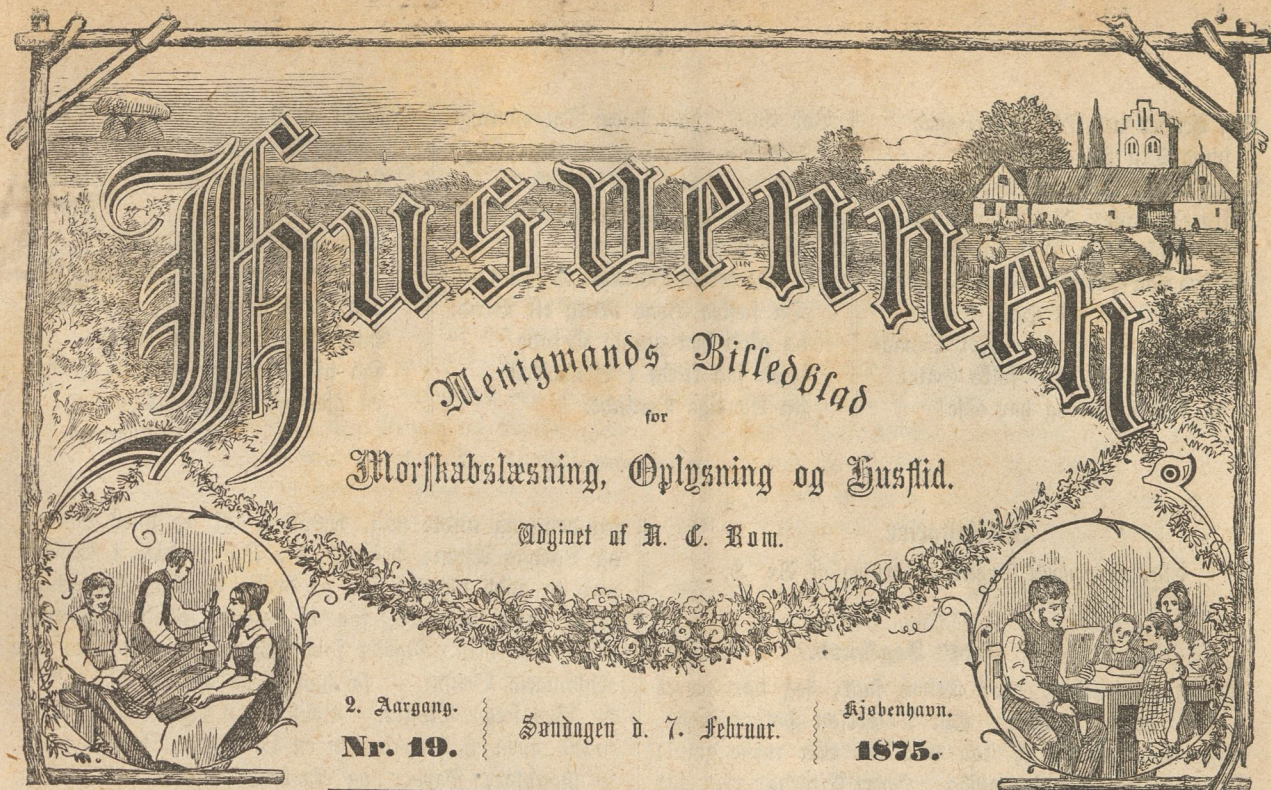 Husvennen
Menigmands Billedblad
for
Morskabslæsning, Oplysning og Husflid.
Udgivet af N. C. Rom.
2. Aargang.
Nr. 19.
Søndagen d. 7. Februar.
Kjøbenhavn.
1875.